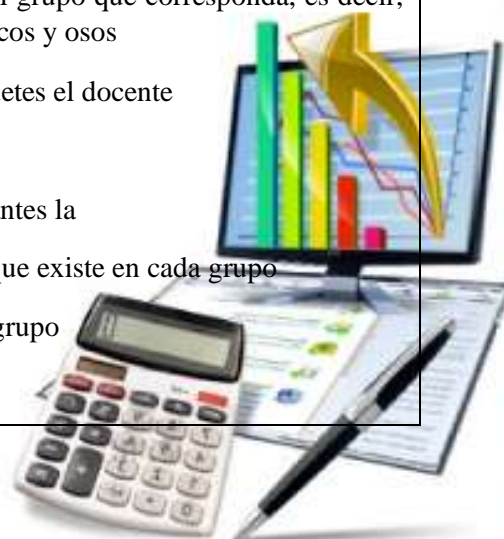 l grupo que corresponda, es decir,
cos y osos
etes el docente
ntes la
que existe en cada grupo
grupo